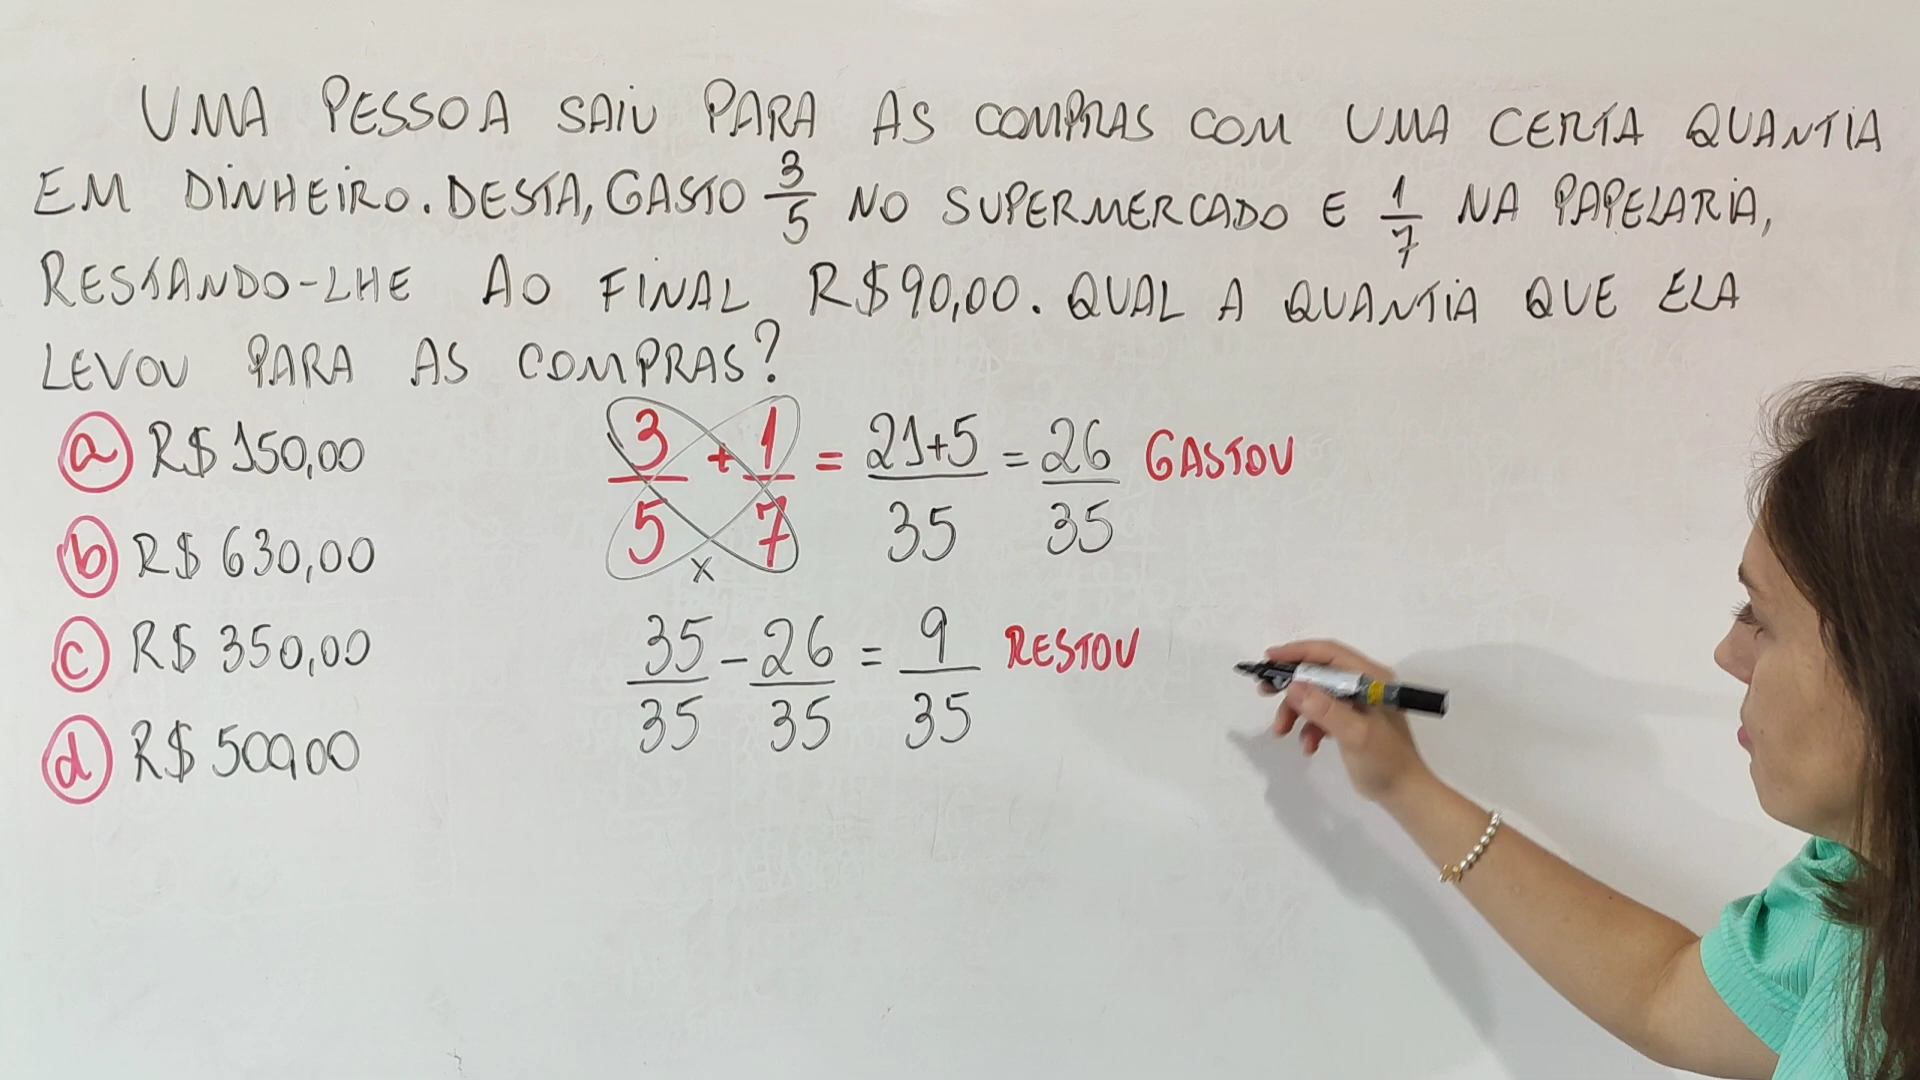 UMA PESSOA SAIU PARA AS COMPRAS COM UMA CERTA QUANTIA
EM DINHEIRO. DESTA, GASTO 3/5 NO SUPERMERCADO E 1/7 NA PAPELARIA,
RESTANDO-LHE AO FINAL R$90,00. QUAL A QUANTIA QUE ELA
LEVOU PARA AS COMPRAS?
a R$ 150,00
b R$ 630,00
c R$ 350,00
d R$ 500,00
3/5 + 1/7 = 21+5/35 = 26/35 GASTOU
x
35/35 - 26/35 = 9/35 RESTOU